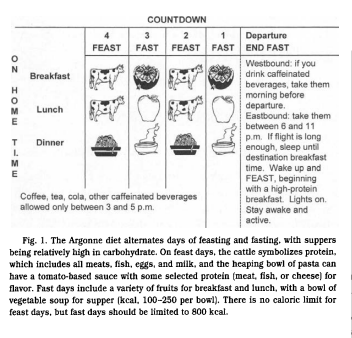 COUNTDOWN
4 3 2 1 Departure
FEAST FAST FEAST FAST END FAST
ON HOME TIME
Breakfast
Lunch
Dinner
Westbound: if you
drink caffeinated
beverages, take them
morning before
departure.
Eastbound: take them
between 6 and 11
p.m. If flight is long
enough, sleep until
destination breakfast
time. Wake up and
FEAST, beginning
with a high-protein
breakfast. Lights on.
Stay awake and
active.
Coffee, tea, cola, other caffeinated beverages
allowed only between 3 and 5 p.m.
Fig. 1. The Argonne diet alternates days of feasting and fasting, with suppers
being relatively high in carbohydrate. On feast days, the cattle symbolizes protein,
which includes all meats, fish, eggs, and milk, and the heaping bowl of pasta can
have a tomato-based sauce with some selected protein (meat, fish, or cheese) for
flavor. Fast days include a variety of fruits for breakfast and lunch, with a bowl
of vegetable soup for supper (kcal, 100–250 per bowl). There is no caloric limit for
feast days, but fast days should be limited to 800 kcal.